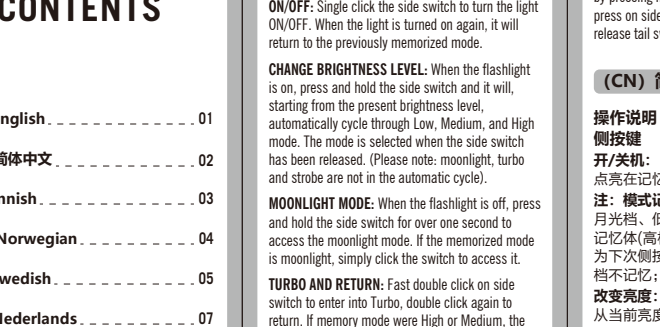 CONTENTS
nglish 01
简体中文 02
nnish 03
Norwegian 04
wedish 05
ederlands 07
ON/OFF: Single click the side switch to turn the light
ON/OFF. When the light is turned on again, it will
return to the previously memorized mode.
CHANGE BRIGHTNESS LEVEL: When the flashlight
is on, press and hold the side switch and it will,
starting from the present brightness level,
automatically cycle through Low, Medium, and High
mode. The mode is selected when the side switch
has been released. (Please note: moonlight, turbo
and strobe are not in the automatic cycle).
MOONLIGHT MODE: When the flashlight is off, press
and hold the side switch for over one second to
access the moonlight mode. If the memorized mode
is moonlight, simply click the switch to access it.
TURBO AND RETURN: Fast double click on side
switch to enter into Turbo, double click again to
return. If memory mode were High or Medium, the
press on side
release tail s
(CN) 简
操作说明
侧按键
开/关机：
点亮在记忆
注：模式记
月光档、低
记忆体(高档
为下次侧按
档不记忆；
改变亮度：
从当前亮度